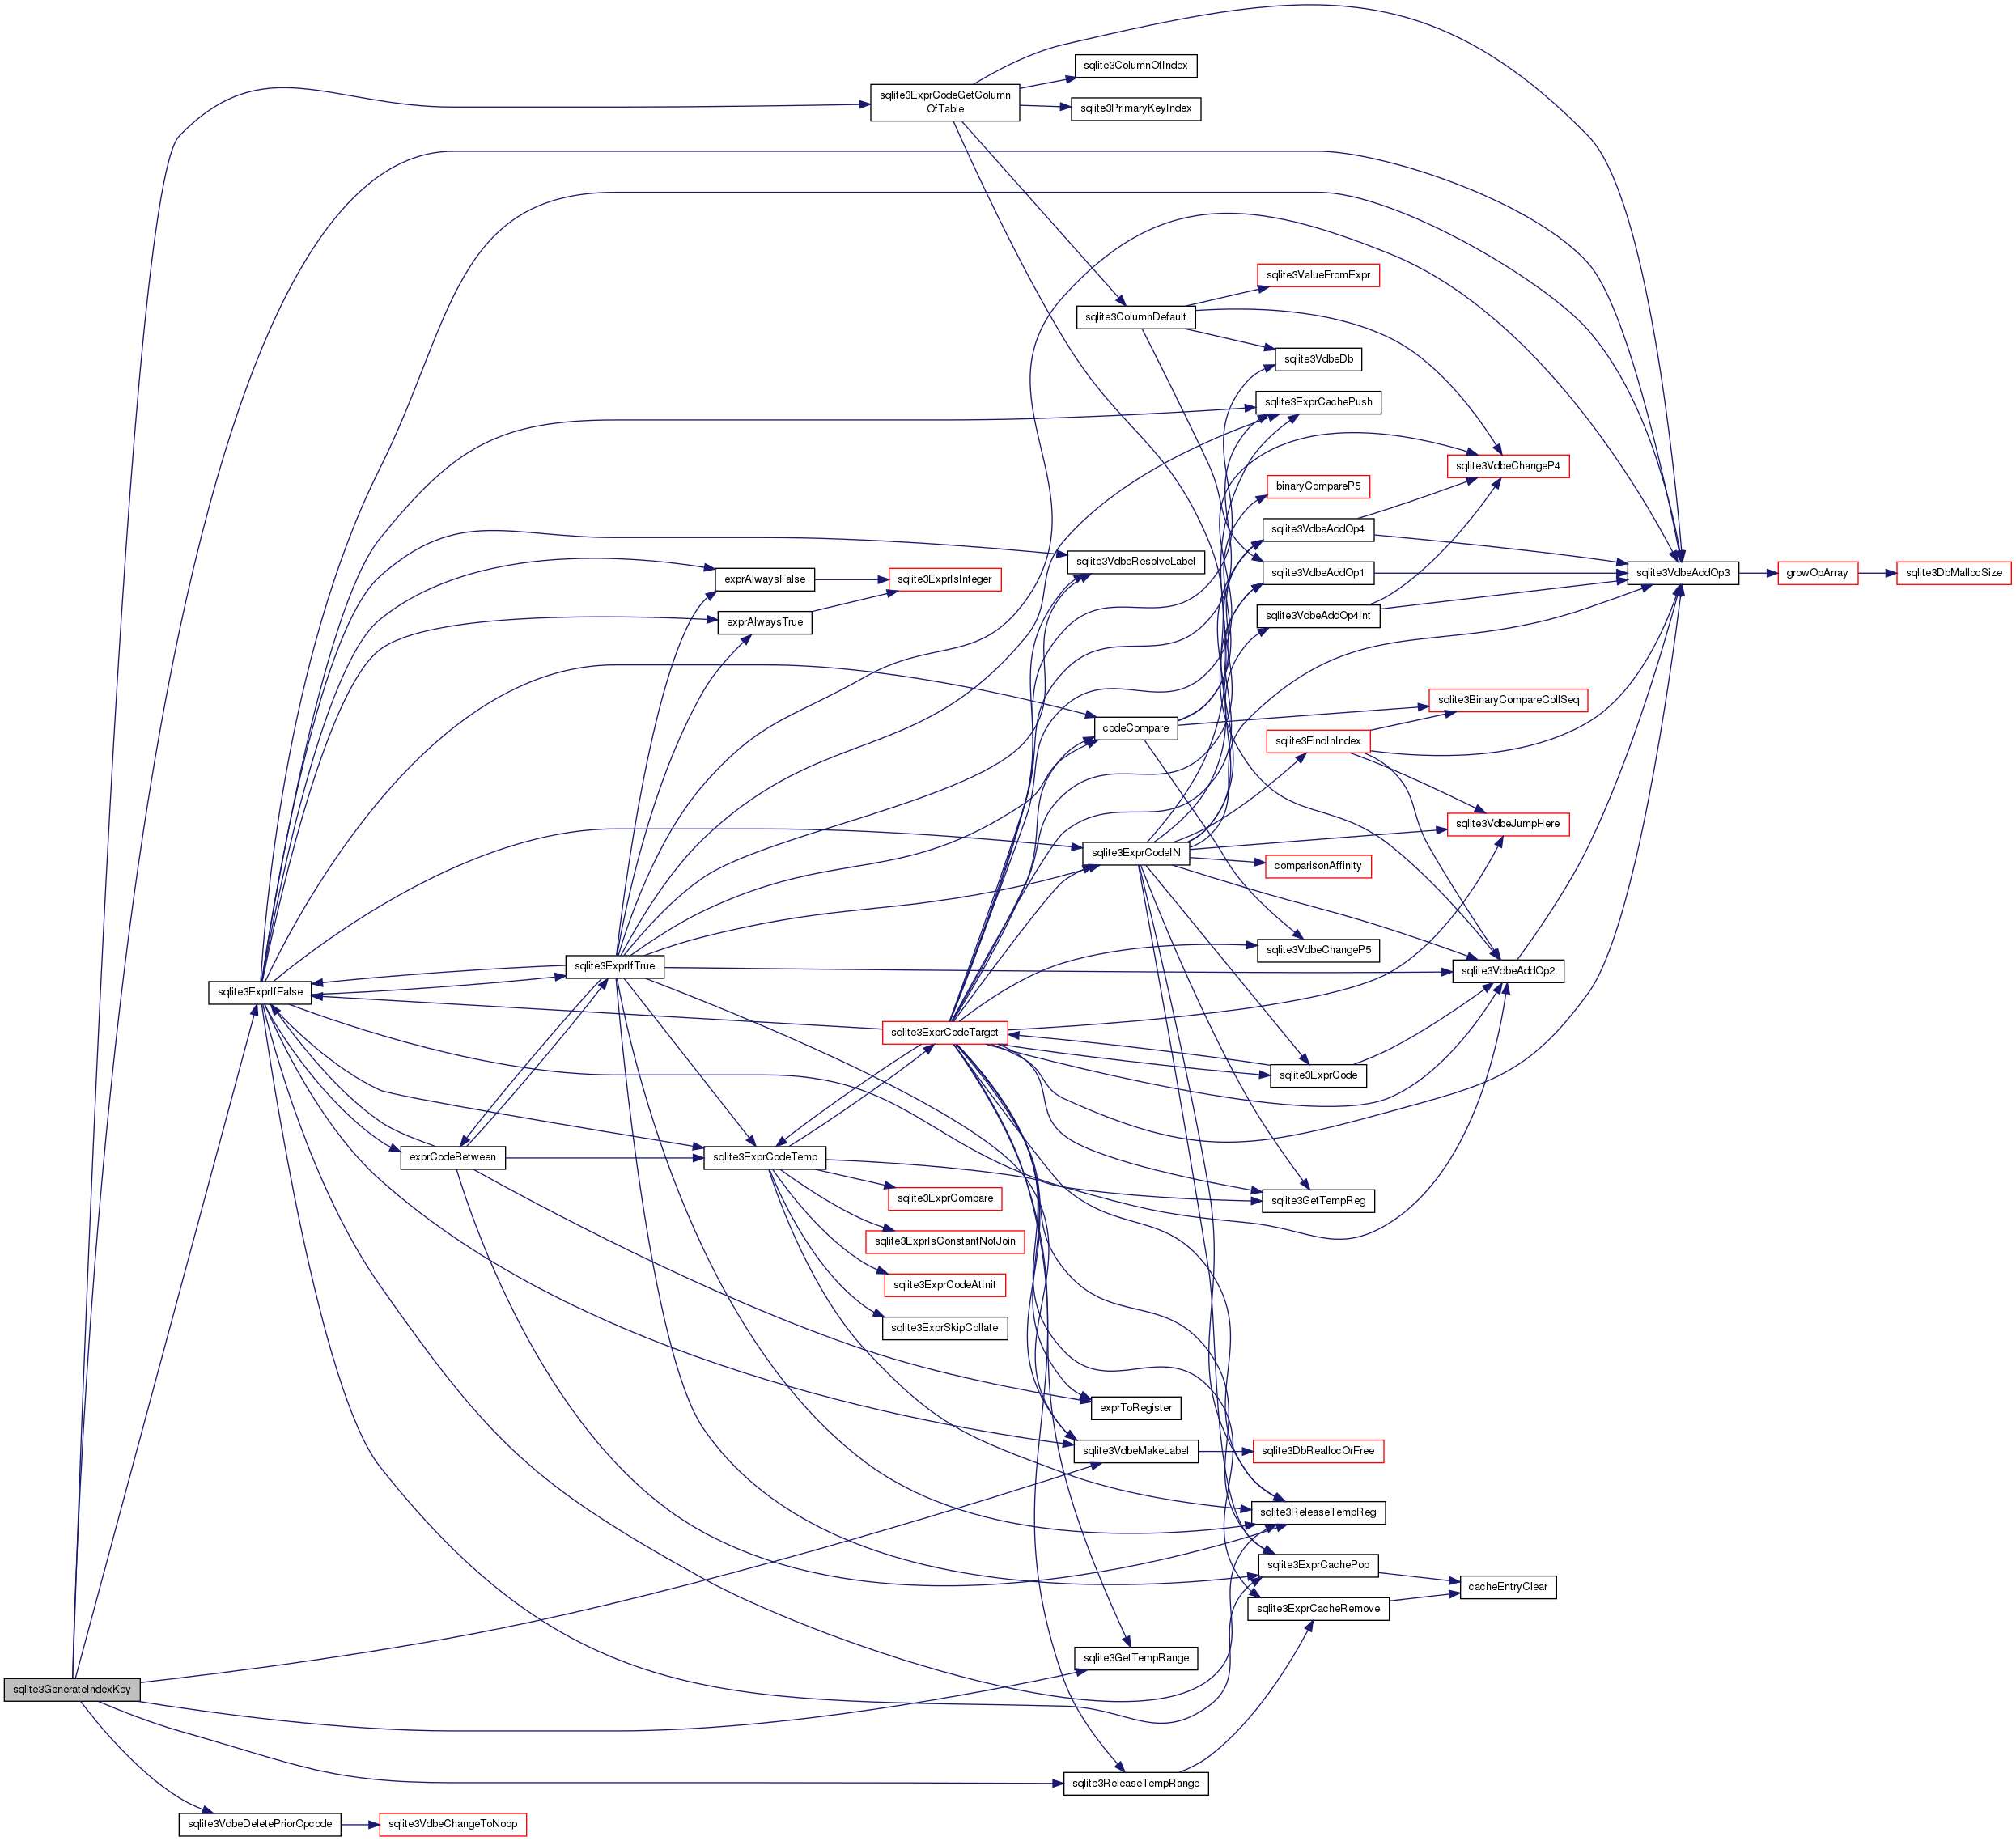 sqlite3ColumnOfIndex
sqlite3ExprCodeGetColumn
OfTable
sqlite3PrimaryKeyIndex
sqlite3ValueFromExpr
sqlite3ColumnDefault
sqlite3VdbeDb
sqlite3ExprCachePush
sqlite3VdbeChangeP4
binaryCompareP5
sqlite3VdbeAddOp4
sqlite3VdbeResolveLabel
sqlite3VdbeAddOp1
sqlite3VdbeAddOp3
growOpArray
sqlite3DbMallocSize
exprAlwaysFalse
sqlite3ExprIsInteger
sqlite3VdbeAddOp4Int
exprAlwaysTrue
sqlite3BinaryCompareCollSeq
codeCompare
sqlite3FindInIndex
sqlite3VdbeJumpHere
sqlite3ExprCodeIN
comparisonAffinity
sqlite3VdbeChangeP5
sqlite3ExprIfTrue
sqlite3VdbeAddOp2
sqlite3ExprIfFalse
sqlite3ExprCodeTarget
sqlite3ExprCode
exprCodeBetween
sqlite3ExprCodeTemp
sqlite3ExprCompare
sqlite3GetTempReg
sqlite3ExprIsConstantNotJoin
sqlite3ExprCodeAtInit
sqlite3ExprSkipCollate
exprToRegister
sqlite3VdbeMakeLabel
sqlite3DbReallocOrFree
sqlite3ReleaseTempReg
sqlite3ExprCachePop
cacheEntryClear
sqlite3ExprCacheRemove
sqlite3GetTempRange
sqlite3GenerateIndexKey
sqlite3ReleaseTempRange
sqlite3VdbeDeletePriorOpcode
sqlite3VdbeChangeToNoop